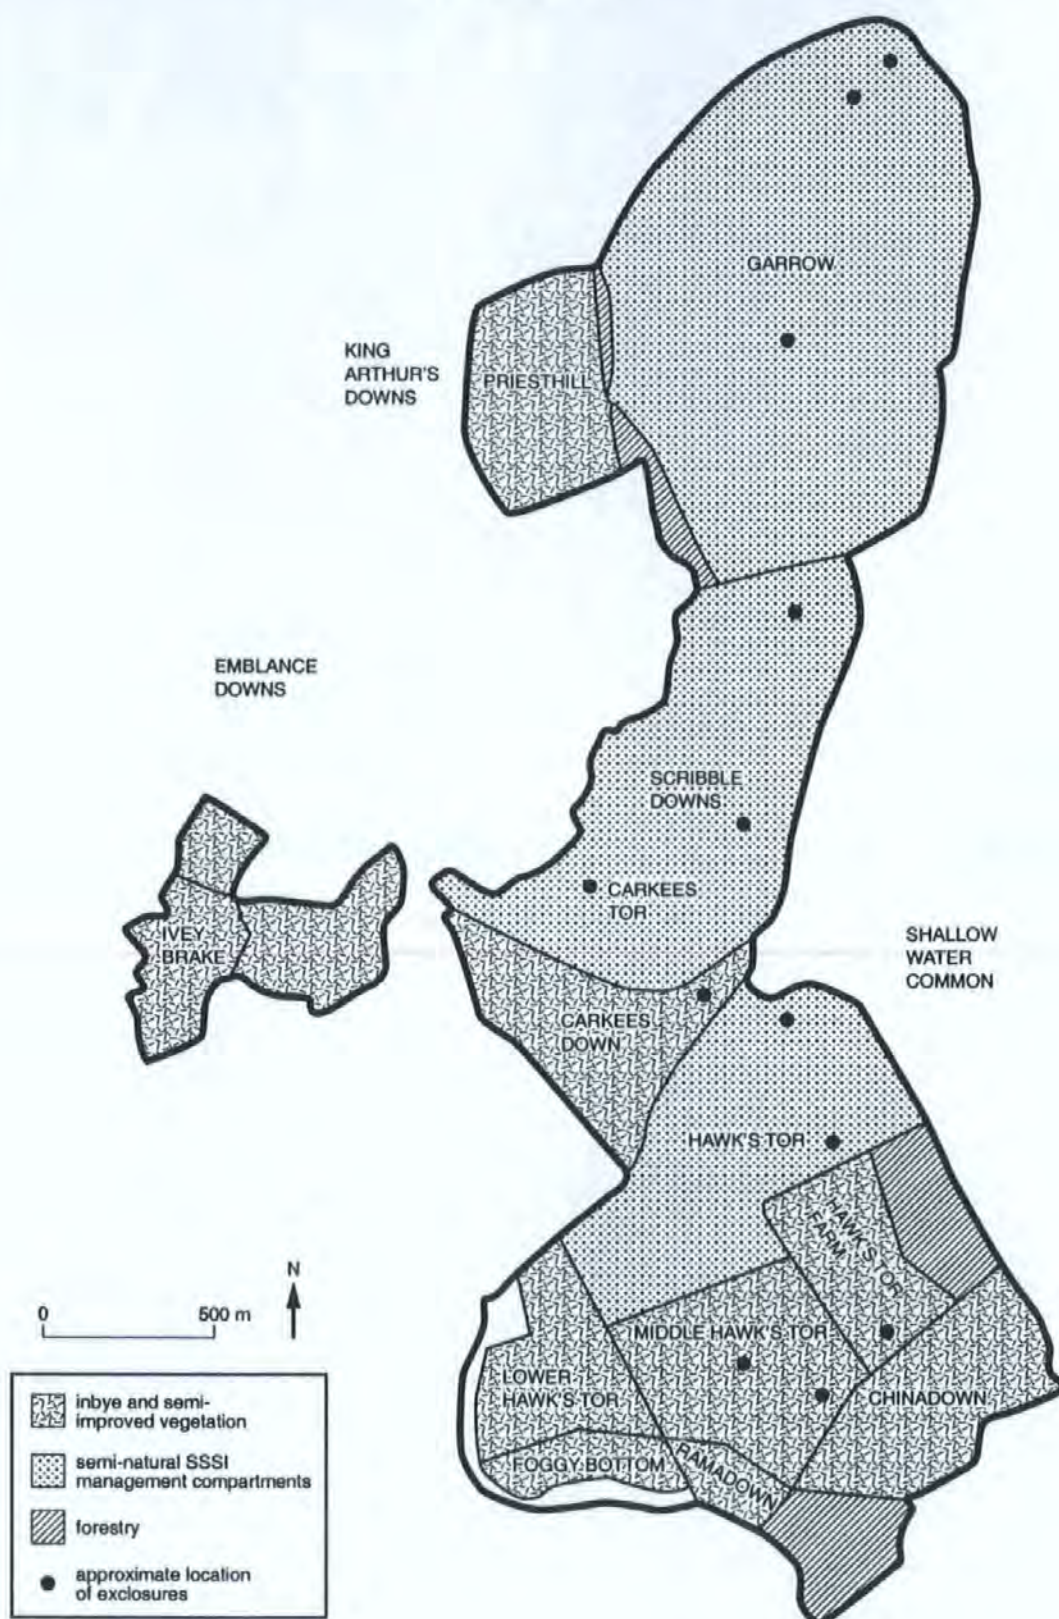 GARROW
KING
ARTHUR'S
DOWNS
PRIESTHILL
EMBLANCE
DOWNS
SCRIBBLE
DOWNS
CARKEES
TOR
IVEY
BRAKE
SHALLOW
WATER
COMMON
CARKEES
DOWN
HAWK'S TOR
HAWK'S TOR
FARM
N
0 500 m
MIDDLE HAWK'S TOR
LOWER
HAWK'S TOR
CHINADOWN
FOGGY BOTTOM
RAMADOWN
inbye and semi-
improved vegetation
semi-natural SSSI
management compartments
forestry
approximate location
of exclosures